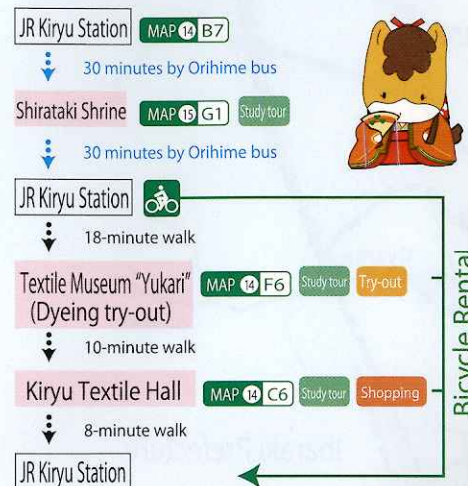 JR Kiryu Station MAP 14 B7
30 minutes by Orihime bus
Shirataki Shrine MAP 15 G1 Study tour
30 minutes by Orihime bus
JR Kiryu Station
18-minute walk
Textile Museum "Yukari" MAP 14 F6 Study tour Try-out
(Dyeing try-out)
10-minute walk
Kiryu Textile Hall MAP 14 C6 Study tour Shopping
8-minute walk
JR Kiryu Station
Bicycle Rental